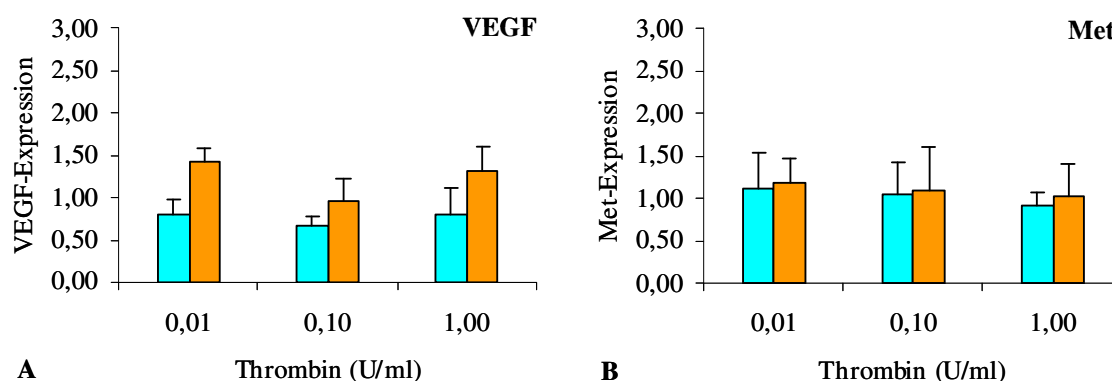 VEGF
3,00
2,50
2,00
1,50
1,00
0,50
0,00
VEGF-Expression
0,01 0,10 1,00
A Thrombin (U/ml)
Met
3,00
2,50
2,00
1,50
1,00
0,50
0,00
Met-Expression
0,01 0,10 1,00
B Thrombin (U/ml)